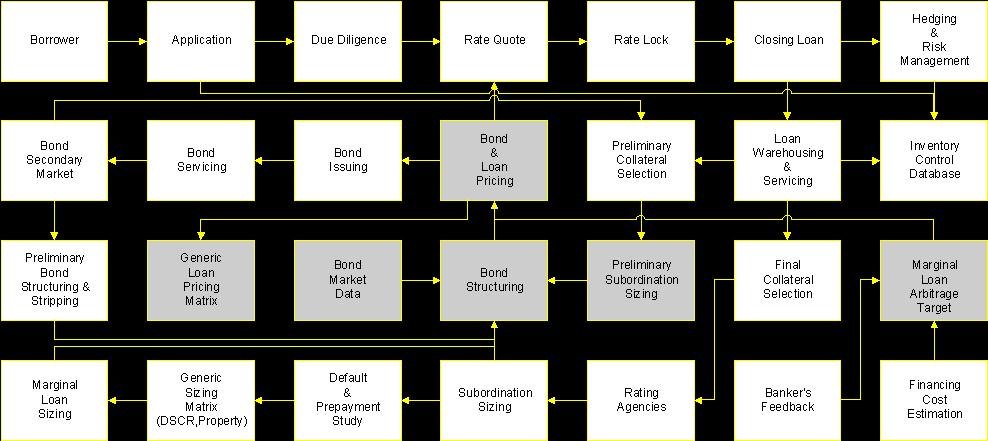 Borrower
Application
Due Diligence
Rate Quote
Rate Lock
Closing Loan
Hedging
&
Risk
Management
Bond
Secondary
Market
Bond
Servicing
Bond
Issuing
Bond
&
Loan
Pricing
Preliminary
Collateral
Selection
Loan
Warehousing
&
Servicing
Inventory
Control
Database
Preliminary
Bond
Structuring &
Stripping
Generic
Loan
Pricing
Matrix
Bond
Market
Data
Bond
Structuring
Preliminary
Subordination
Sizing
Final
Collateral
Selection
Marginal
Loan
Arbitrage
Target
Marginal
Loan
Sizing
Generic
Sizing
Matrix
(DSCR,Property)
Default
&
Prepayment
Study
Subordination
Sizing
Rating
Agencies
Banker's
Feedback
Financing
Cost
Estimation